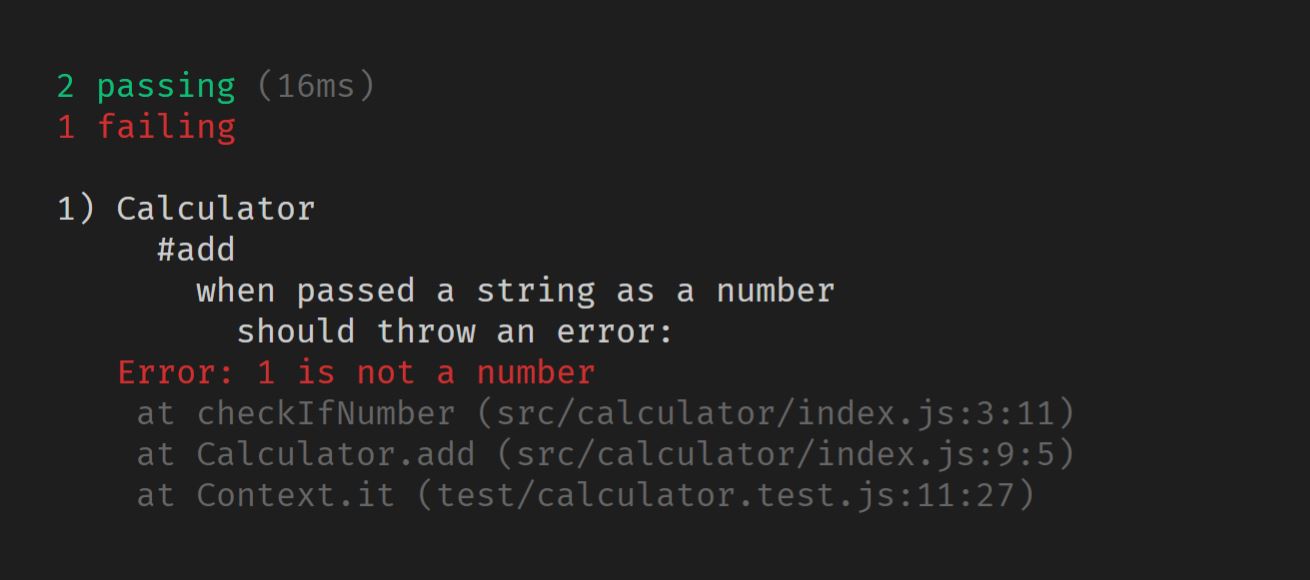 2 passing (16ms)
1 failing
1) Calculator
#add
when passed a string as a number
should throw an error:
Error: 1 is not a number
at checkIfNumber (src/calculator/index.js:3:11)
at Calculator.add (src/calculator/index.js:9:5)
at Context.it (test/calculator.test.js:11:27)